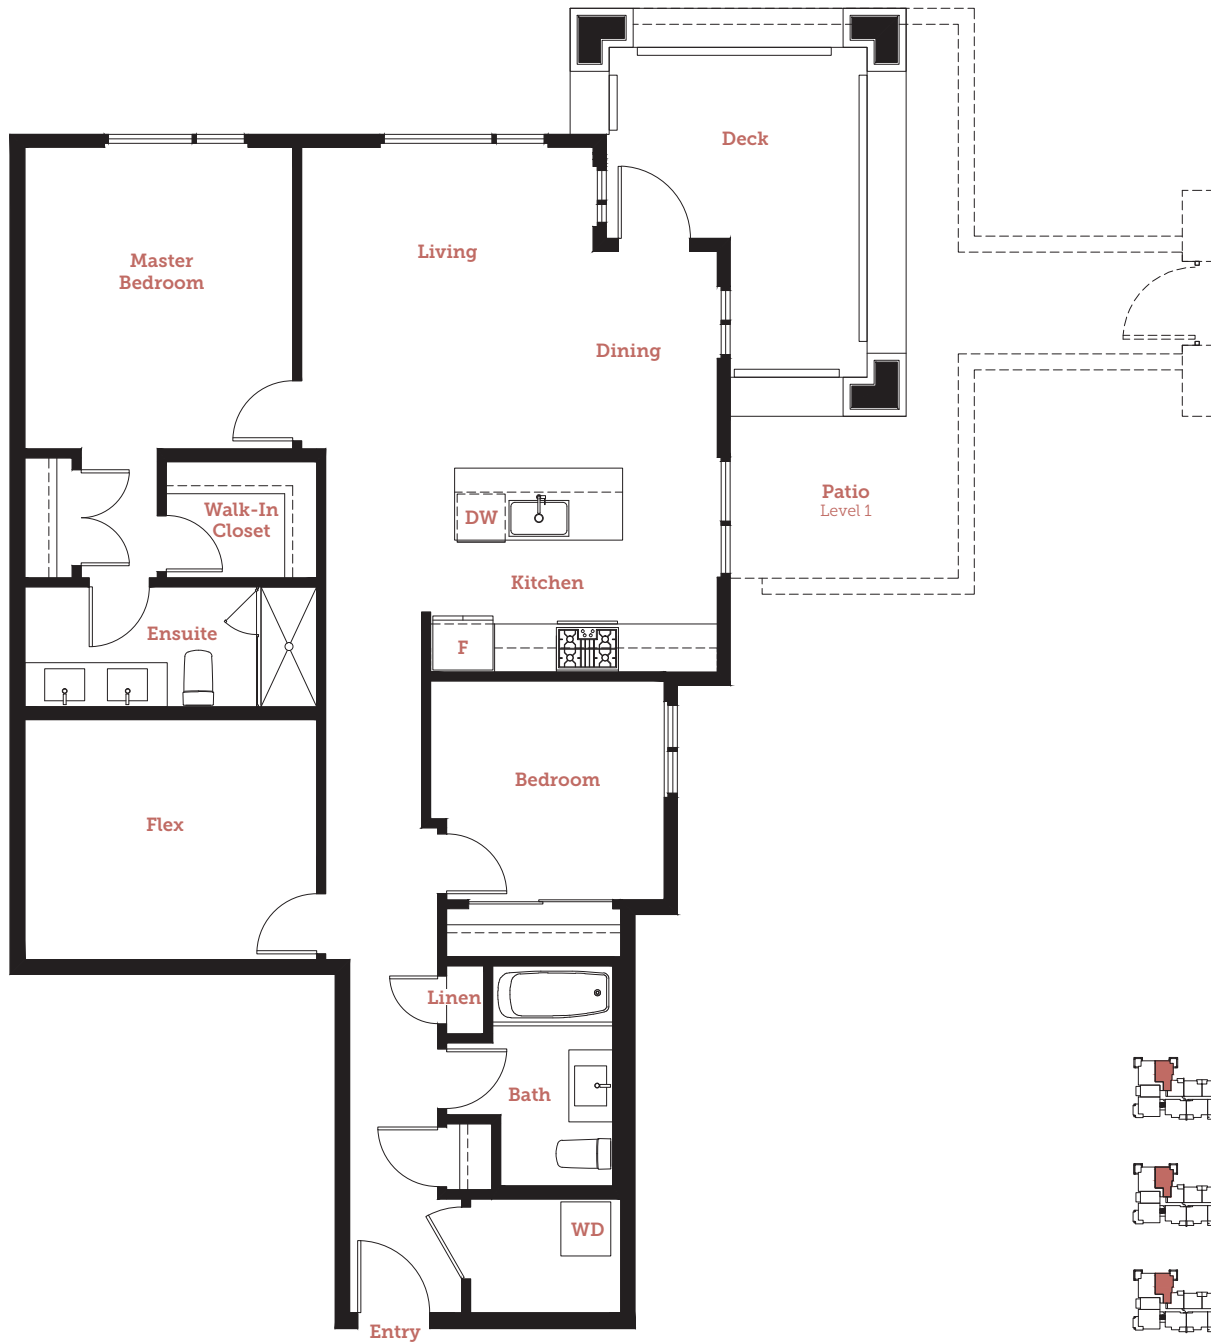 Deck
Living
Master
Bedroom
Dining
Walk-In
Closet
DW
Patio
Level 1
Kitchen
Ensuite
F
Bedroom
Flex
Linen
Bath
WD
Entry